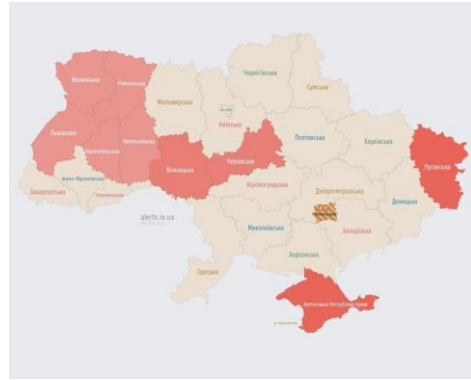 Чернігівська
Волинська
Рівненська
Сумська
Житомирська
Київська
Львівська
Хмельницька
Тернопільська
Полтавська
Харківська
Черкаська
Луганська
Вінницька
Івано-Франківська
Закарпатська
Чернівецька
Кіровоградська
Дніпропетровська
Донецька
alerts.in.ua
Миколаївська
Запорізька
Херсонська
Одеська
Автономна Республіка Крим